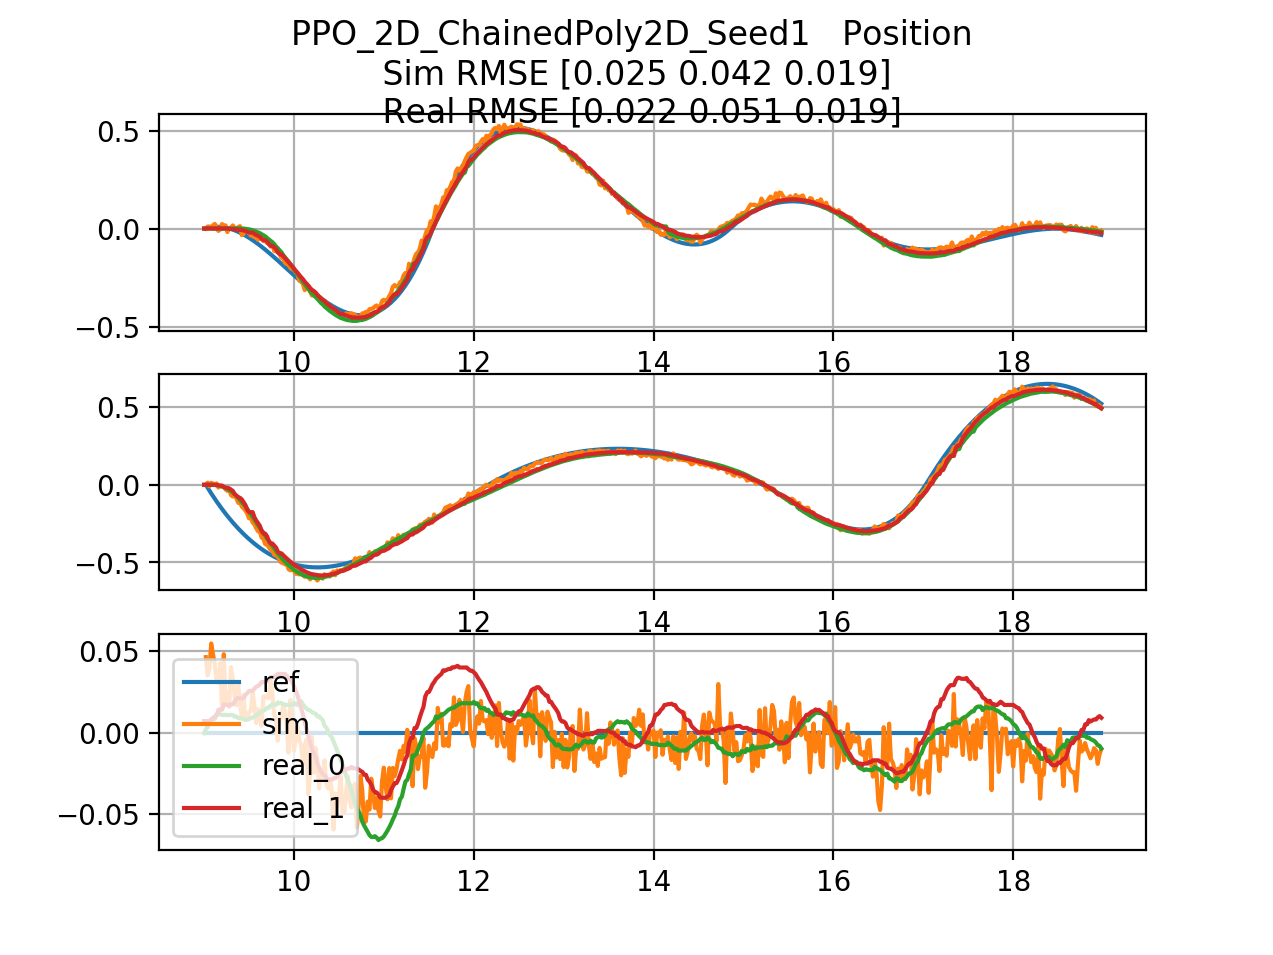 PPO_2D_ChainedPoly2D_Seed1   Position
Sim RMSE [0.025 0.042 0.019]
Real RMSE [0.022 0.051 0.019]
0.5
0.0
−0.5
10 12 14 16 18
0.5
0.0
−0.5
10 12 14 16 18
0.05
0.00
−0.05
ref
sim
real_0
real_1
10 12 14 16 18